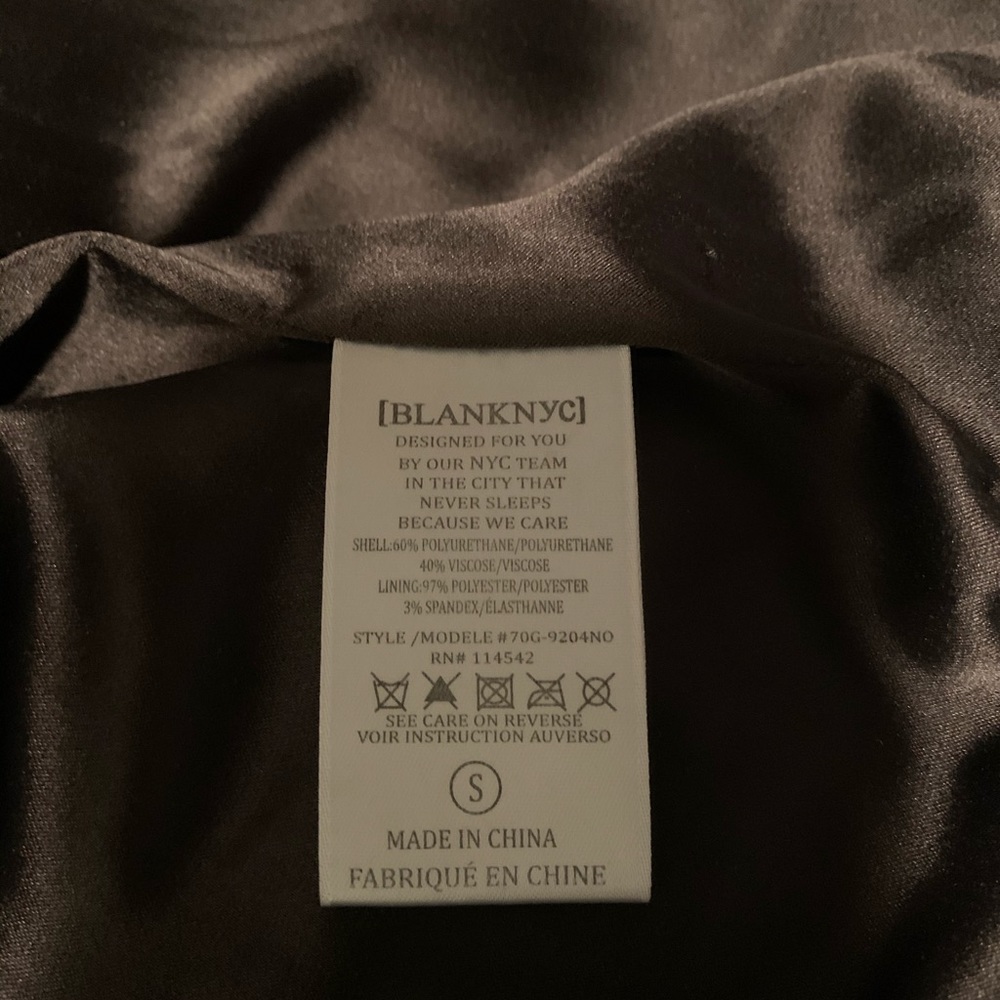 [BLANKNYC]
DESIGNED FOR YOU
BY OUR NYC TEAM
IN THE CITY THAT
NEVER SLEEPS
BECAUSE WE CARE
SHELL:60% POLYURETHANE/POLYURETHANE
40% VISCOSE/VISCOSE
LINING:97% POLYESTER/POLYESTER
3% SPANDEX/ÉLASTHANNE
STYLE /MODELE #70G-9204NO
RN# 114542
SEE CARE ON REVERSE
VOIR INSTRUCTION AUVERSO
S
MADE IN CHINA
FABRIQUÉ EN CHINE